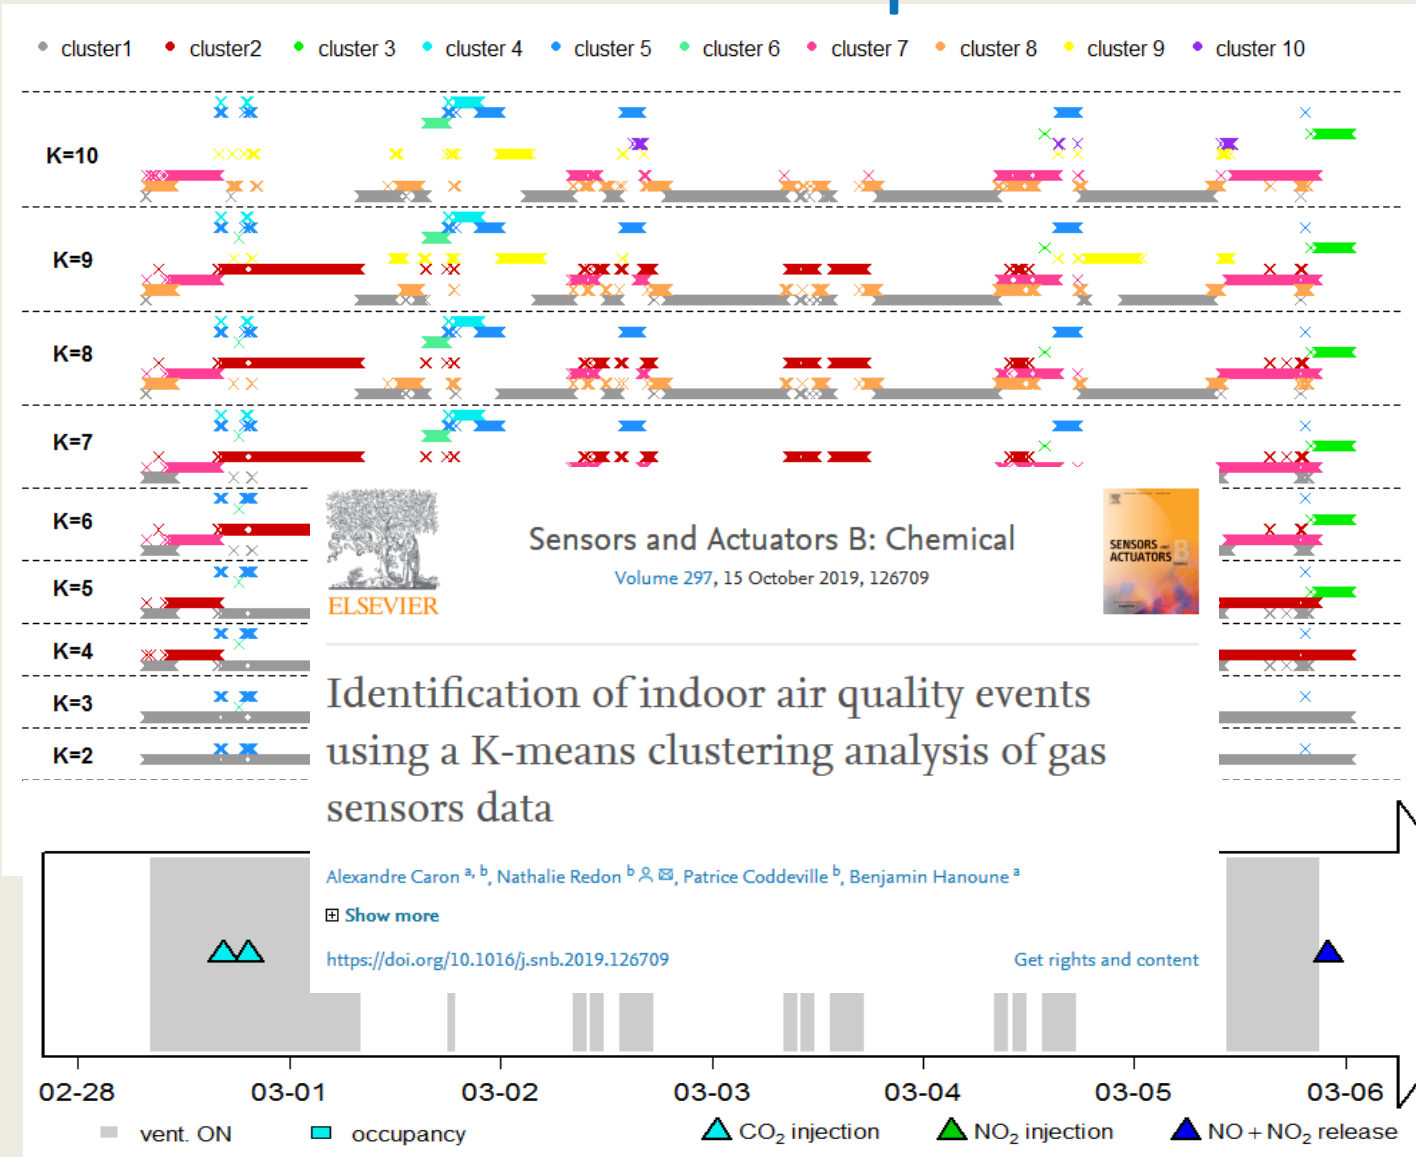 cluster1 cluster2 cluster 3 cluster 4 cluster 5 cluster 6 cluster 7 cluster 8 cluster 9 cluster 10
K=10
K=9
K=8
K=7
K=6
K=5
K=4
K=3
K=2
ELSEVIER
Sensors and Actuators B: Chemical
Volume 297, 15 October 2019, 126709
SENSORS and
ACTUATORS B
Identification of indoor air quality events
using a K-means clustering analysis of gas
sensors data
Alexandre Caron a, b, Nathalie Redon b, Patrice Coddeville b, Benjamin Hanoune a
Show more
https://doi.org/10.1016/j.snb.2019.126709 Get rights and content
02-28 03-01 03-02 03-03 03-04 03-05 03-06
vent. ON occupancy CO2 injection NO2 injection NO + NO2 release